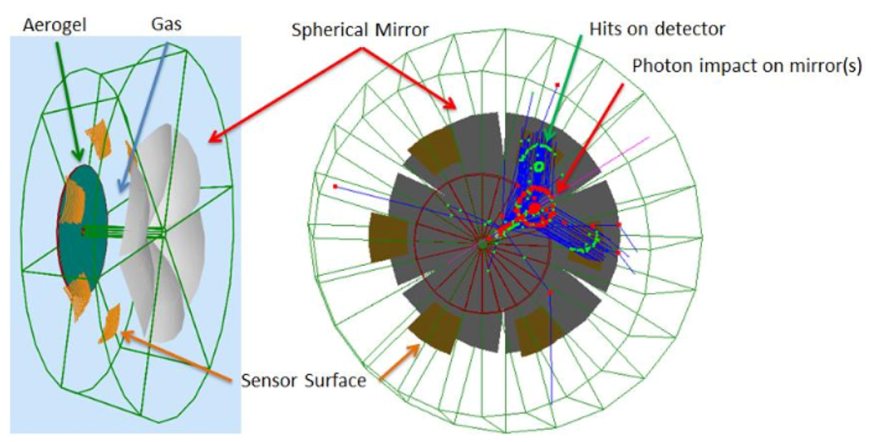 Aerogel
Gas
Spherical Mirror
Hits on detector
Photon impact on mirror(s)
Sensor Surface